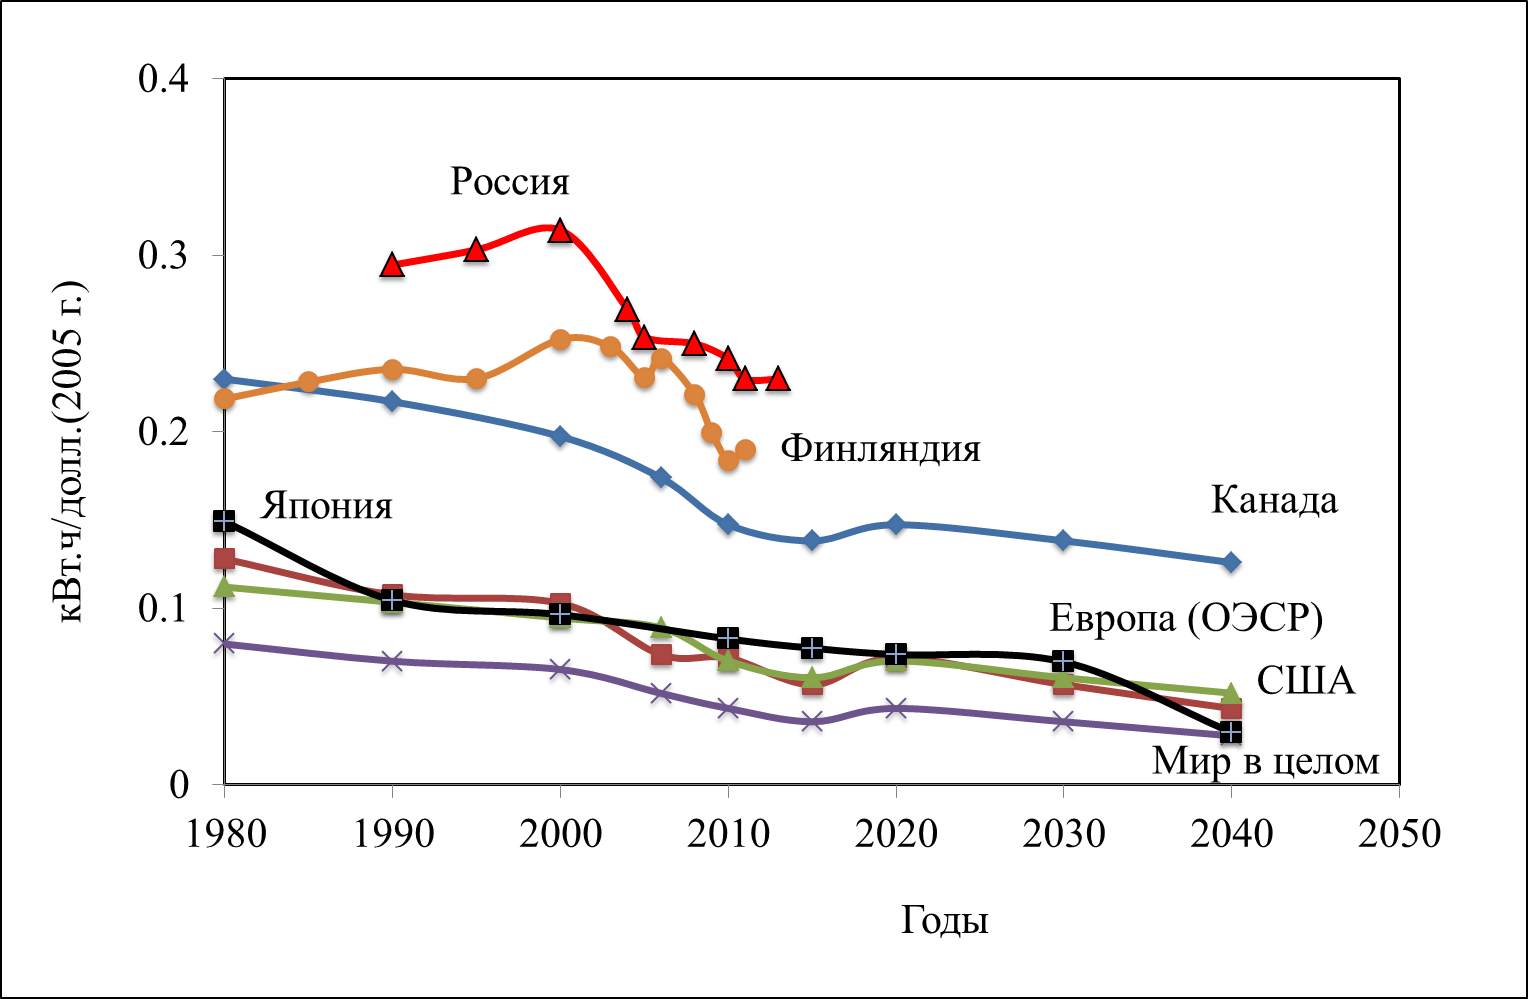 0.4
Россия
0.3
кВт.ч/долл.(2005 г.)
0.2
Финляндия
Япония
Канада
0.1
Европа (ОЭСР)
США
Мир в целом
0
1980 1990 2000 2010 2020 2030 2040 2050
Годы